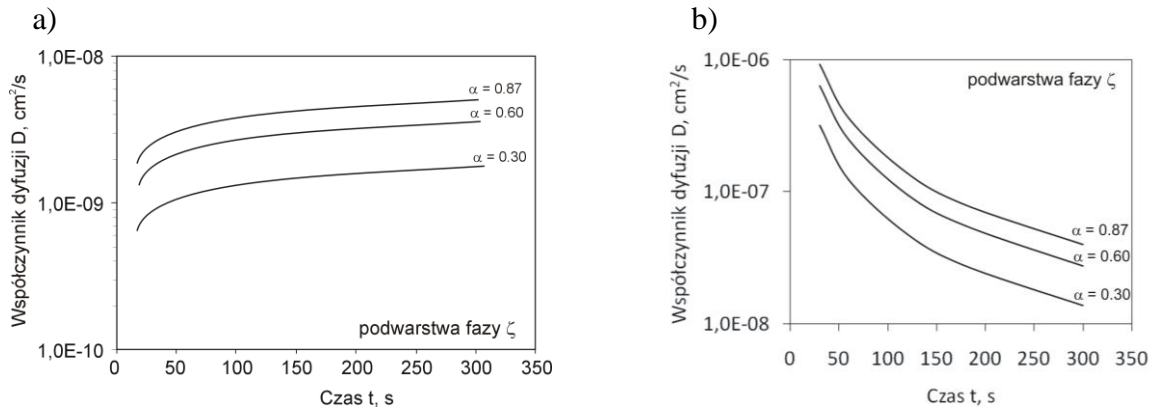 a)
Współczynnik dyfuzji D, cm²/s
1,0E-08
1,0E-09
1,0E-10
α = 0.87
α = 0.60
α = 0.30
podwarstwa fazy ζ
0 50 100 150 200 250 300 350
Czas t, s
b)
Współczynnik dyfuzji D, cm²/s
1,0E-06
1,0E-07
1,0E-08
podwarstwa fazy ζ
α = 0.87
α = 0.60
α = 0.30
0 50 100 150 200 250 300 350
Czas t, s